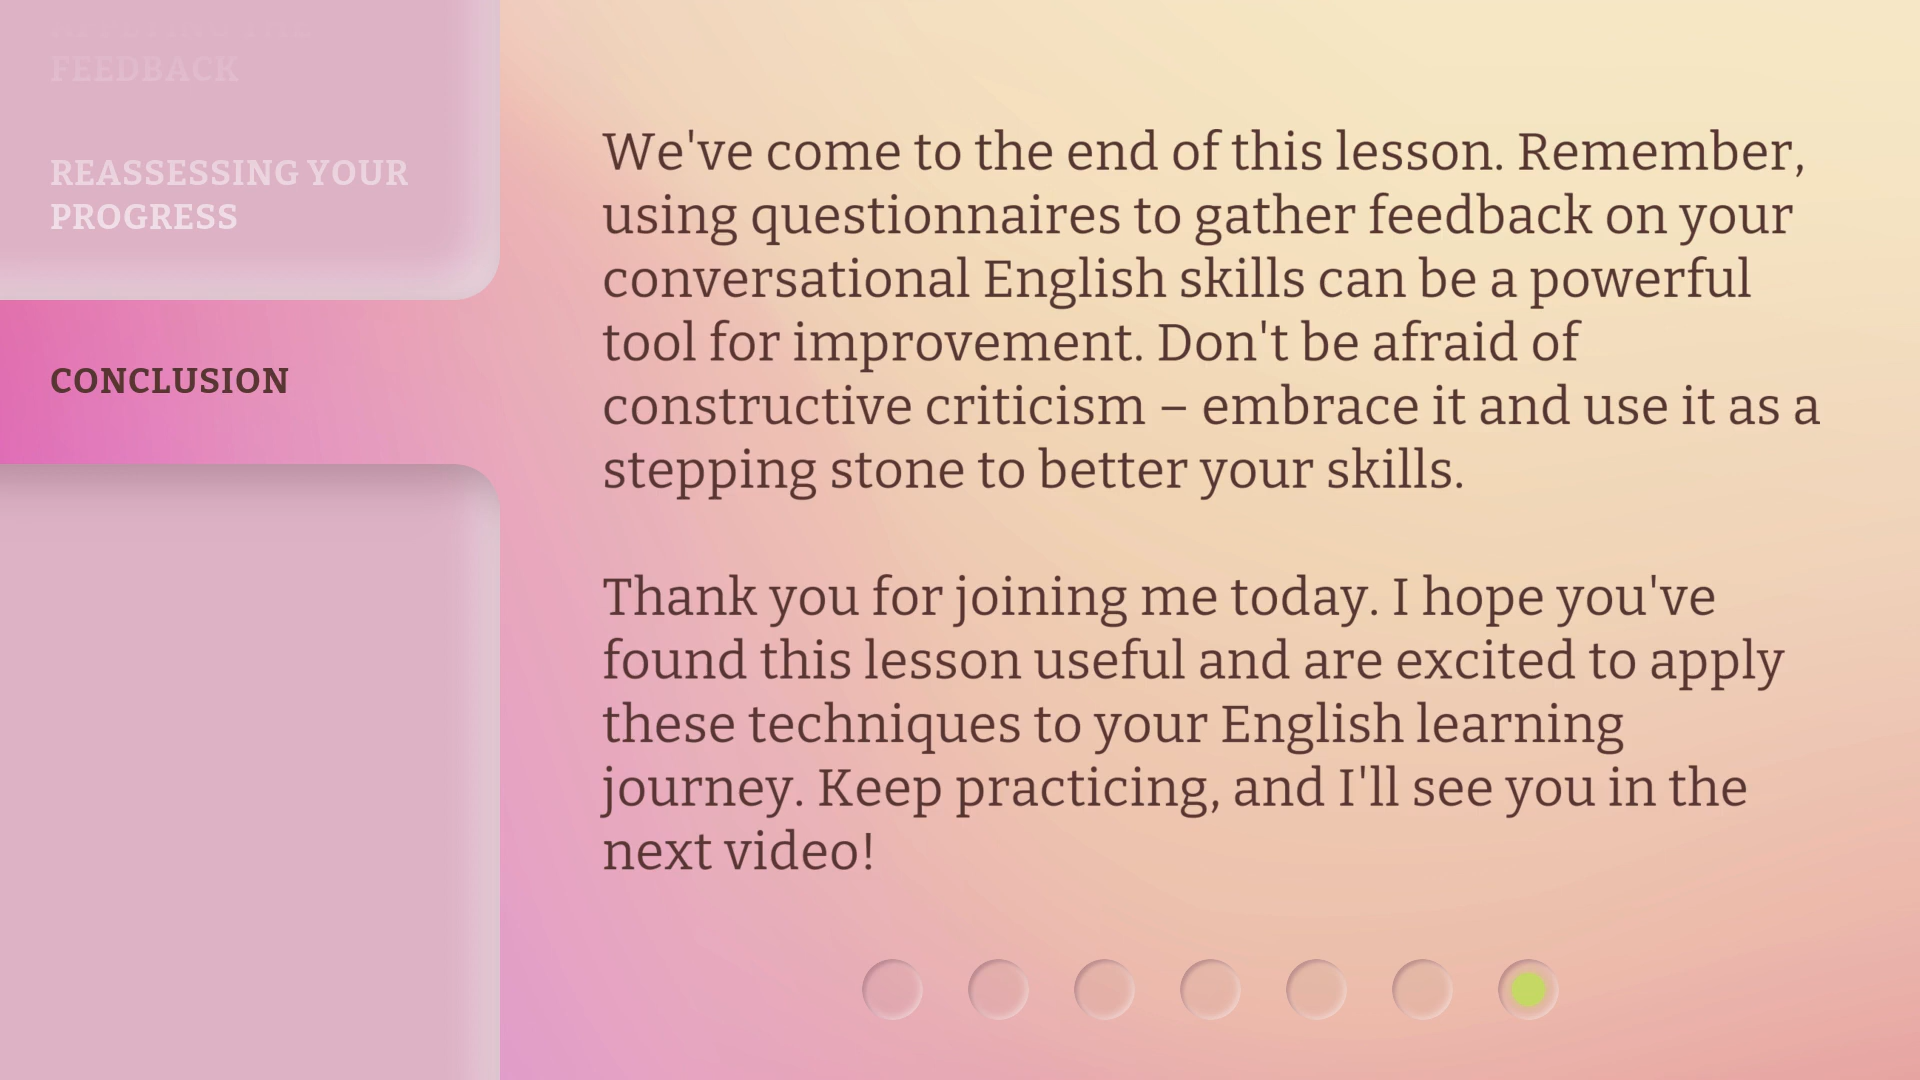 FEEDBACK
REASSESSING YOUR
PROGRESS
CONCLUSION
We've come to the end of this lesson. Remember,
using questionnaires to gather feedback on your
conversational English skills can be a powerful
tool for improvement. Don't be afraid of
constructive criticism – embrace it and use it as a
stepping stone to better your skills.
Thank you for joining me today. I hope you've
found this lesson useful and are excited to apply
these techniques to your English learning
journey. Keep practicing, and I'll see you in the
next video!